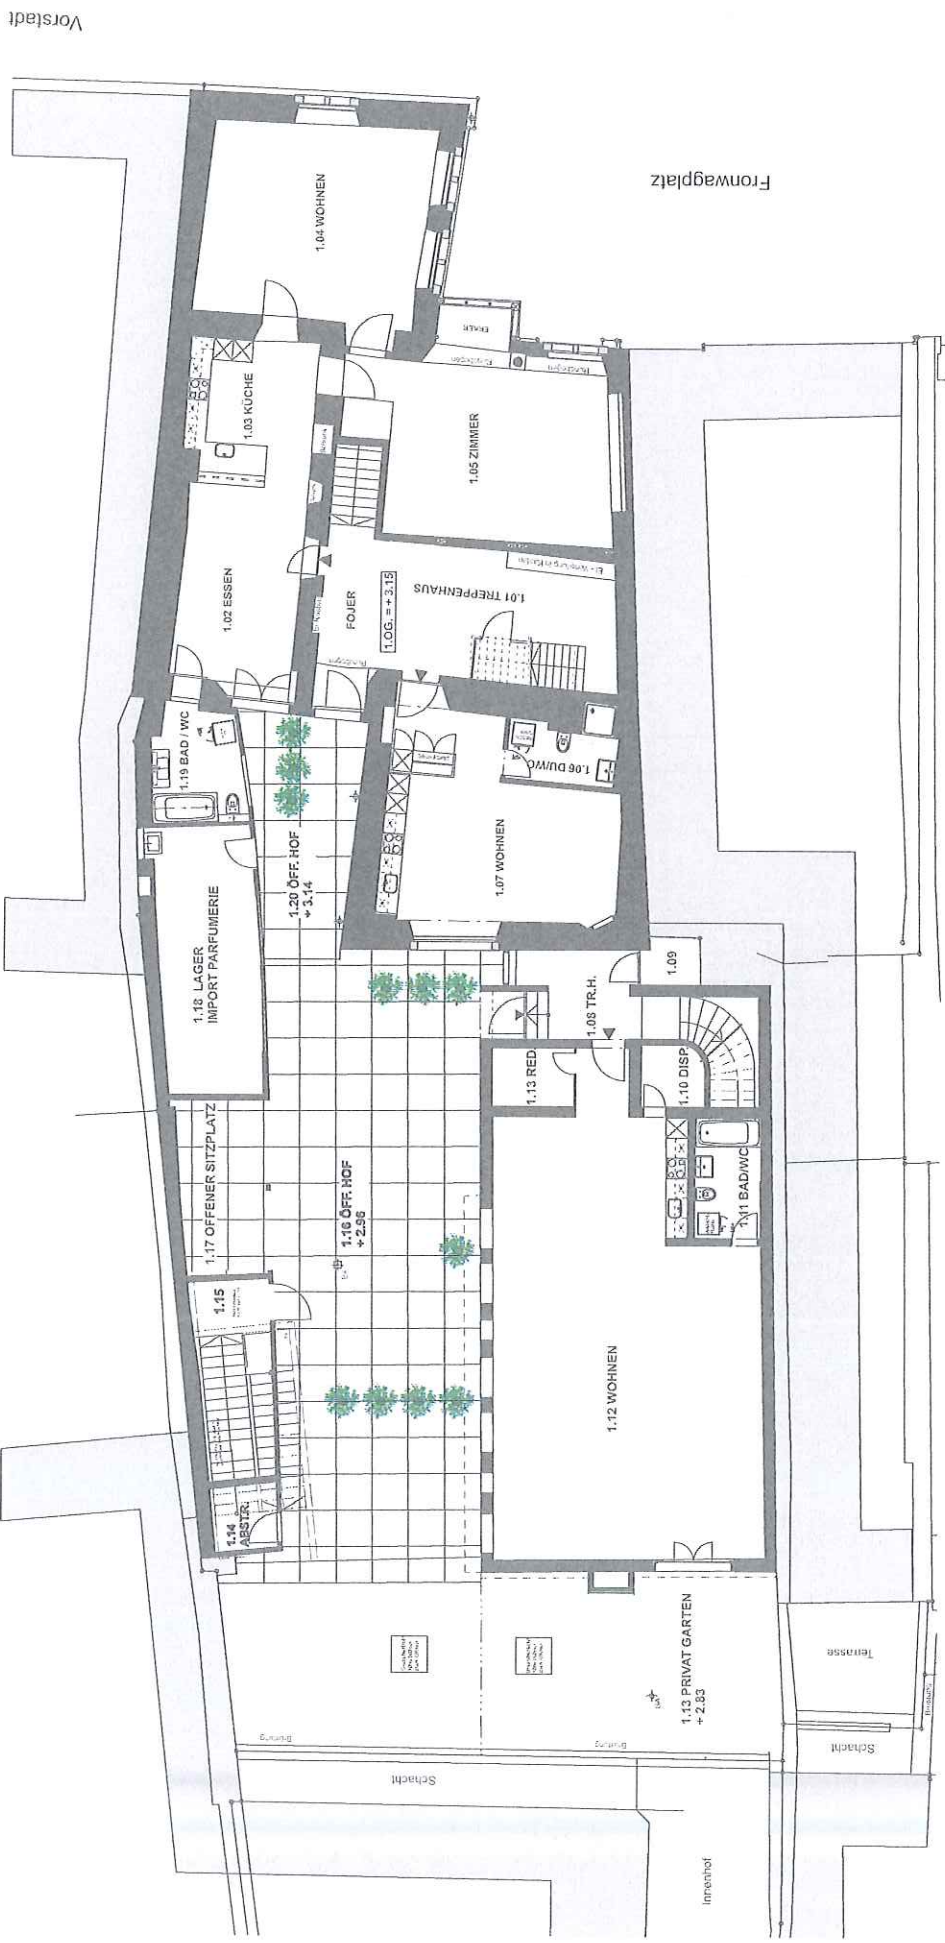 Vorstadt
Fronwagplatz
1.04 WOHNEN
ERKER
1.03 KÜCHE
1.05 ZIMMER
1.02 ESSEN
FOJER
1.OG. = + 3.15
1.01 TREPPENHAUS
1.19 BAD / WC
1.06 DU/WC
1.20 ÖFF. HOF
+ 3.14
1.07 WOHNEN
1.18 LAGER
IMPORT PARFUMERIE
1.09
1.08 TR.H.
1.13 RED
1.10 DISP
1.17 OFFENER SITZPLATZ
1.16 ÖFF. HOF
+ 2.96
1.11 BAD/WC
1.15
1.12 WOHNEN
1.14
ABSTR.
1.13 PRIVAT GARTEN
+ 2.83
Terrasse
Brüstung
Brüstung
Schacht
Schacht
Innenhof